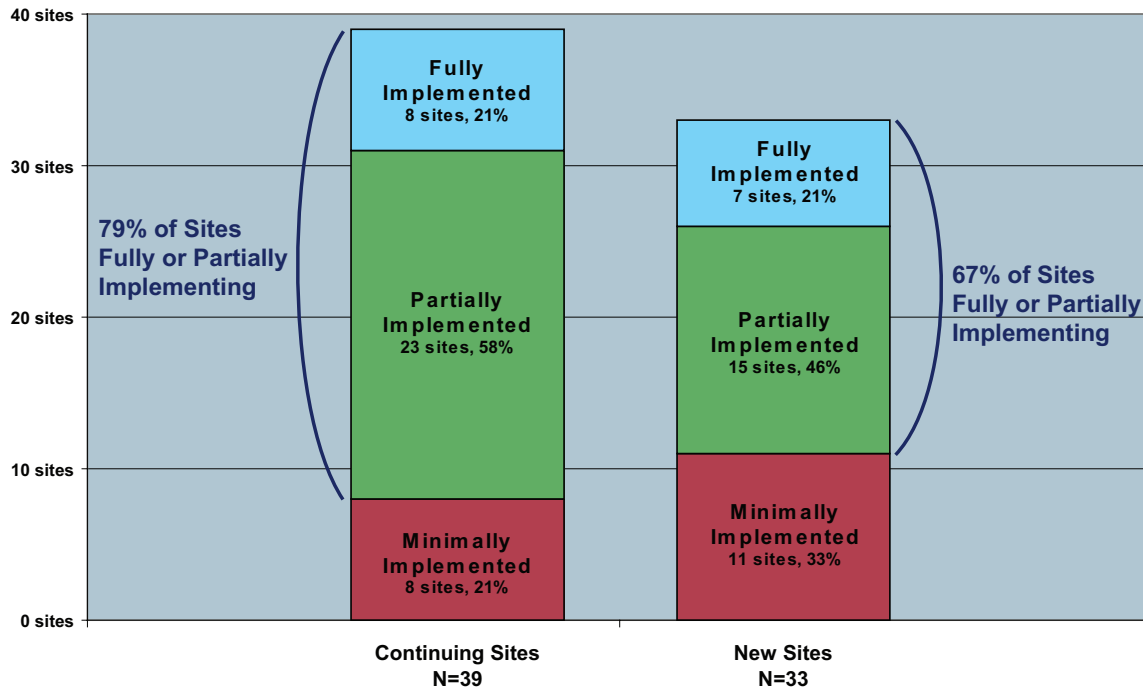 40 sites
30 sites
20 sites
10 sites
0 sites
79% of Sites
Fully or Partially
Implementing
Fully
Implemented
8 sites, 21%
Partially
Implemented
23 sites, 58%
Minimally
Implemented
8 sites, 21%
Fully
Implemented
7 sites, 21%
Partially
Implemented
15 sites, 46%
Minimally
Implemented
11 sites, 33%
67% of Sites
Fully or Partially
Implementing
Continuing Sites
N=39
New Sites
N=33